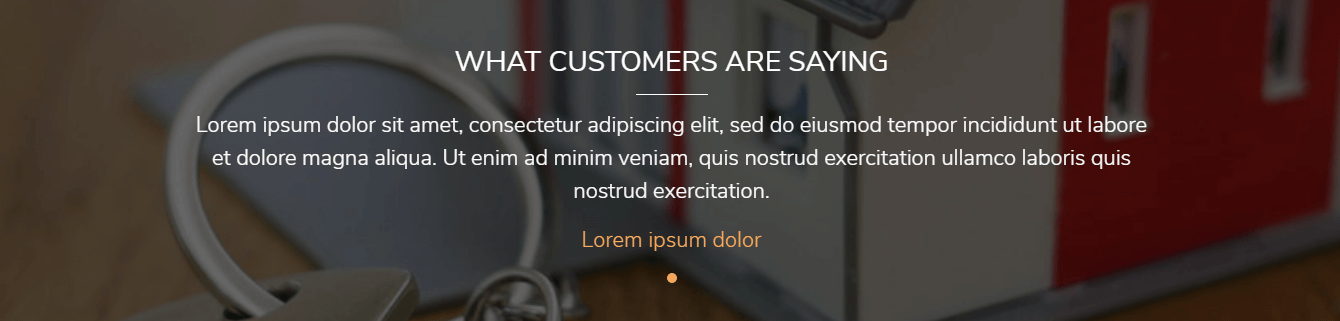 WHAT CUSTOMERS ARE SAYING
Lorem ipsum dolor sit amet, consectetur adipiscing elit, sed do eiusmod tempor incididunt ut labore
et dolore magna aliqua. Ut enim ad minim veniam, quis nostrud exercitation ullamco laboris quis
nostrud exercitation.
Lorem ipsum dolor